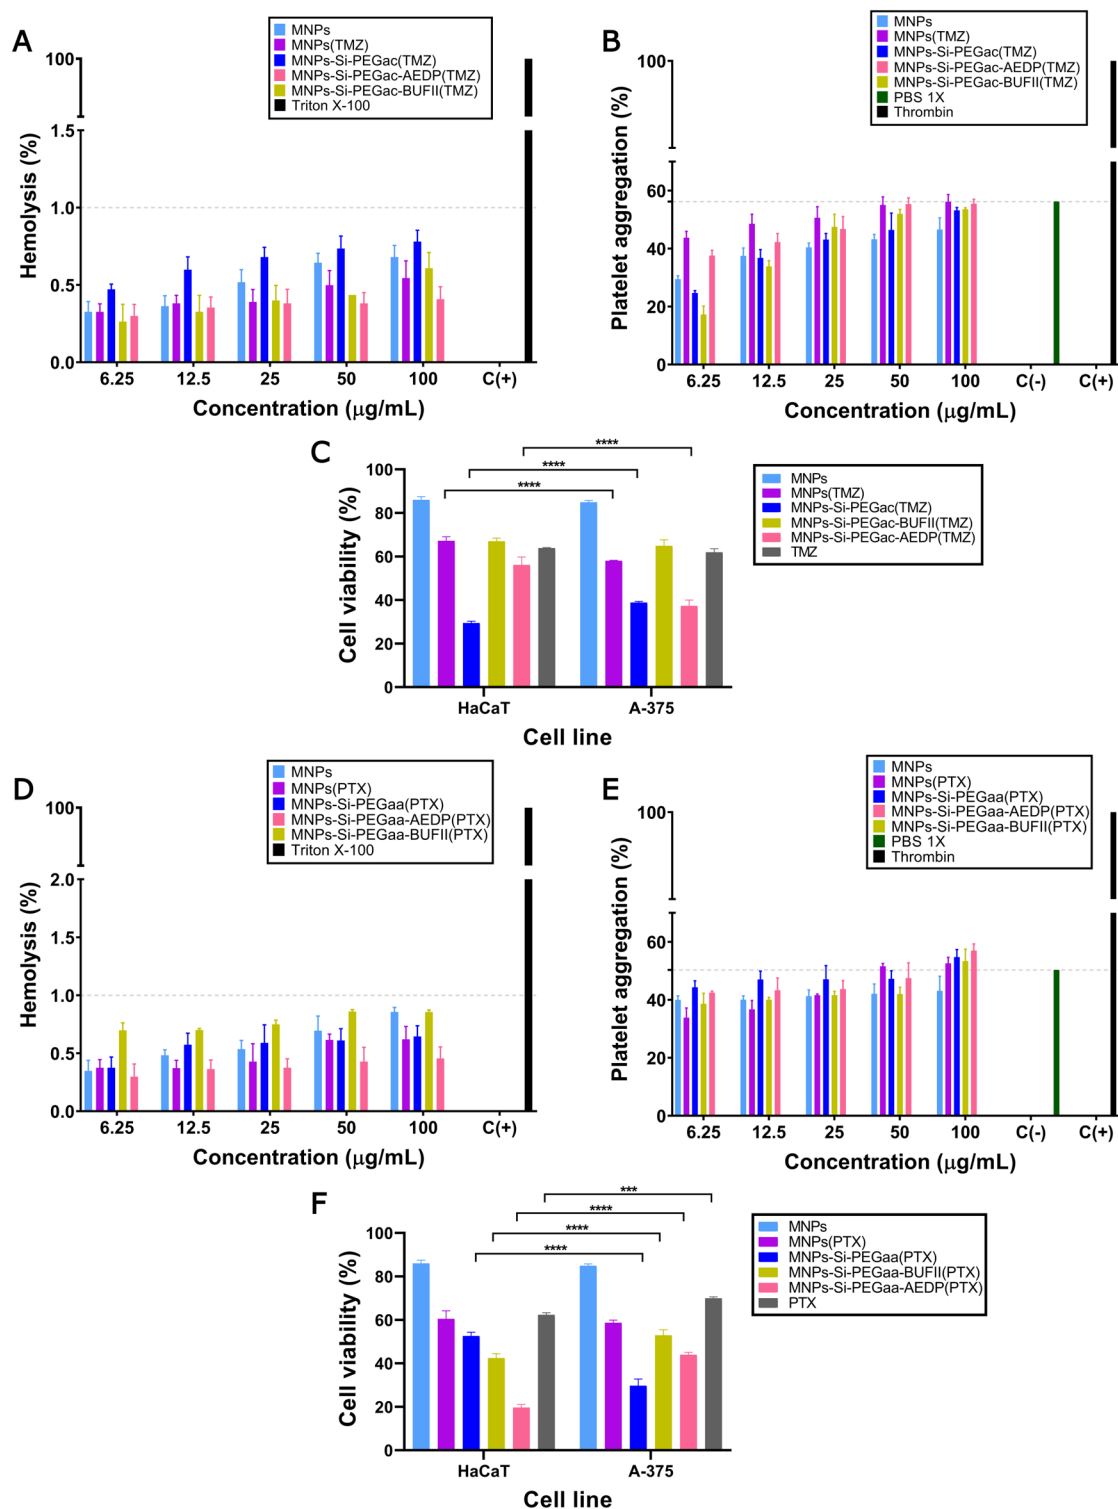 A
MNPs
MNPs(TMZ)
MNPs-Si-PEGac(TMZ)
MNPs-Si-PEGac-AEDP(TMZ)
MNPs-Si-PEGac-BUFII(TMZ)
Triton X-100
Hemolysis (%)
100
1.5
1.0
0.5
0.0
6.25 12.5 25 50 100 C(+)
Concentration (μg/mL)
B
MNPs
MNPs(TMZ)
MNPs-Si-PEGac(TMZ)
MNPs-Si-PEGac-AEDP(TMZ)
MNPs-Si-PEGac-BUFII(TMZ)
PBS 1X
Thrombin
Platelet aggregation (%)
100
60
40
20
0
6.25 12.5 25 50 100 C(-) C(+)
Concentration (μg/mL)
C
****
****
****
MNPs
MNPs(TMZ)
MNPs-Si-PEGac(TMZ)
MNPs-Si-PEGac-BUFII(TMZ)
MNPs-Si-PEGac-AEDP(TMZ)
TMZ
Cell viability (%)
100
80
60
40
20
0
HaCaT A-375
Cell line
D
MNPs
MNPs(PTX)
MNPs-Si-PEGaa(PTX)
MNPs-Si-PEGaa-AEDP(PTX)
MNPs-Si-PEGaa-BUFII(PTX)
Triton X-100
Hemolysis (%)
100
2.0
1.5
1.0
0.5
0.0
6.25 12.5 25 50 100 C(+)
Concentration (μg/mL)
E
MNPs
MNPs(PTX)
MNPs-Si-PEGaa(PTX)
MNPs-Si-PEGaa-AEDP(PTX)
MNPs-Si-PEGaa-BUFII(PTX)
PBS 1X
Thrombin
Platelet aggregation (%)
100
60
40
20
0
6.25 12.5 25 50 100 C(-) C(+)
Concentration (μg/mL)
F
***
****
****
****
MNPs
MNPs(PTX)
MNPs-Si-PEGaa(PTX)
MNPs-Si-PEGaa-BUFII(PTX)
MNPs-Si-PEGaa-AEDP(PTX)
PTX
Cell viability (%)
100
80
60
40
20
0
HaCaT A-375
Cell line